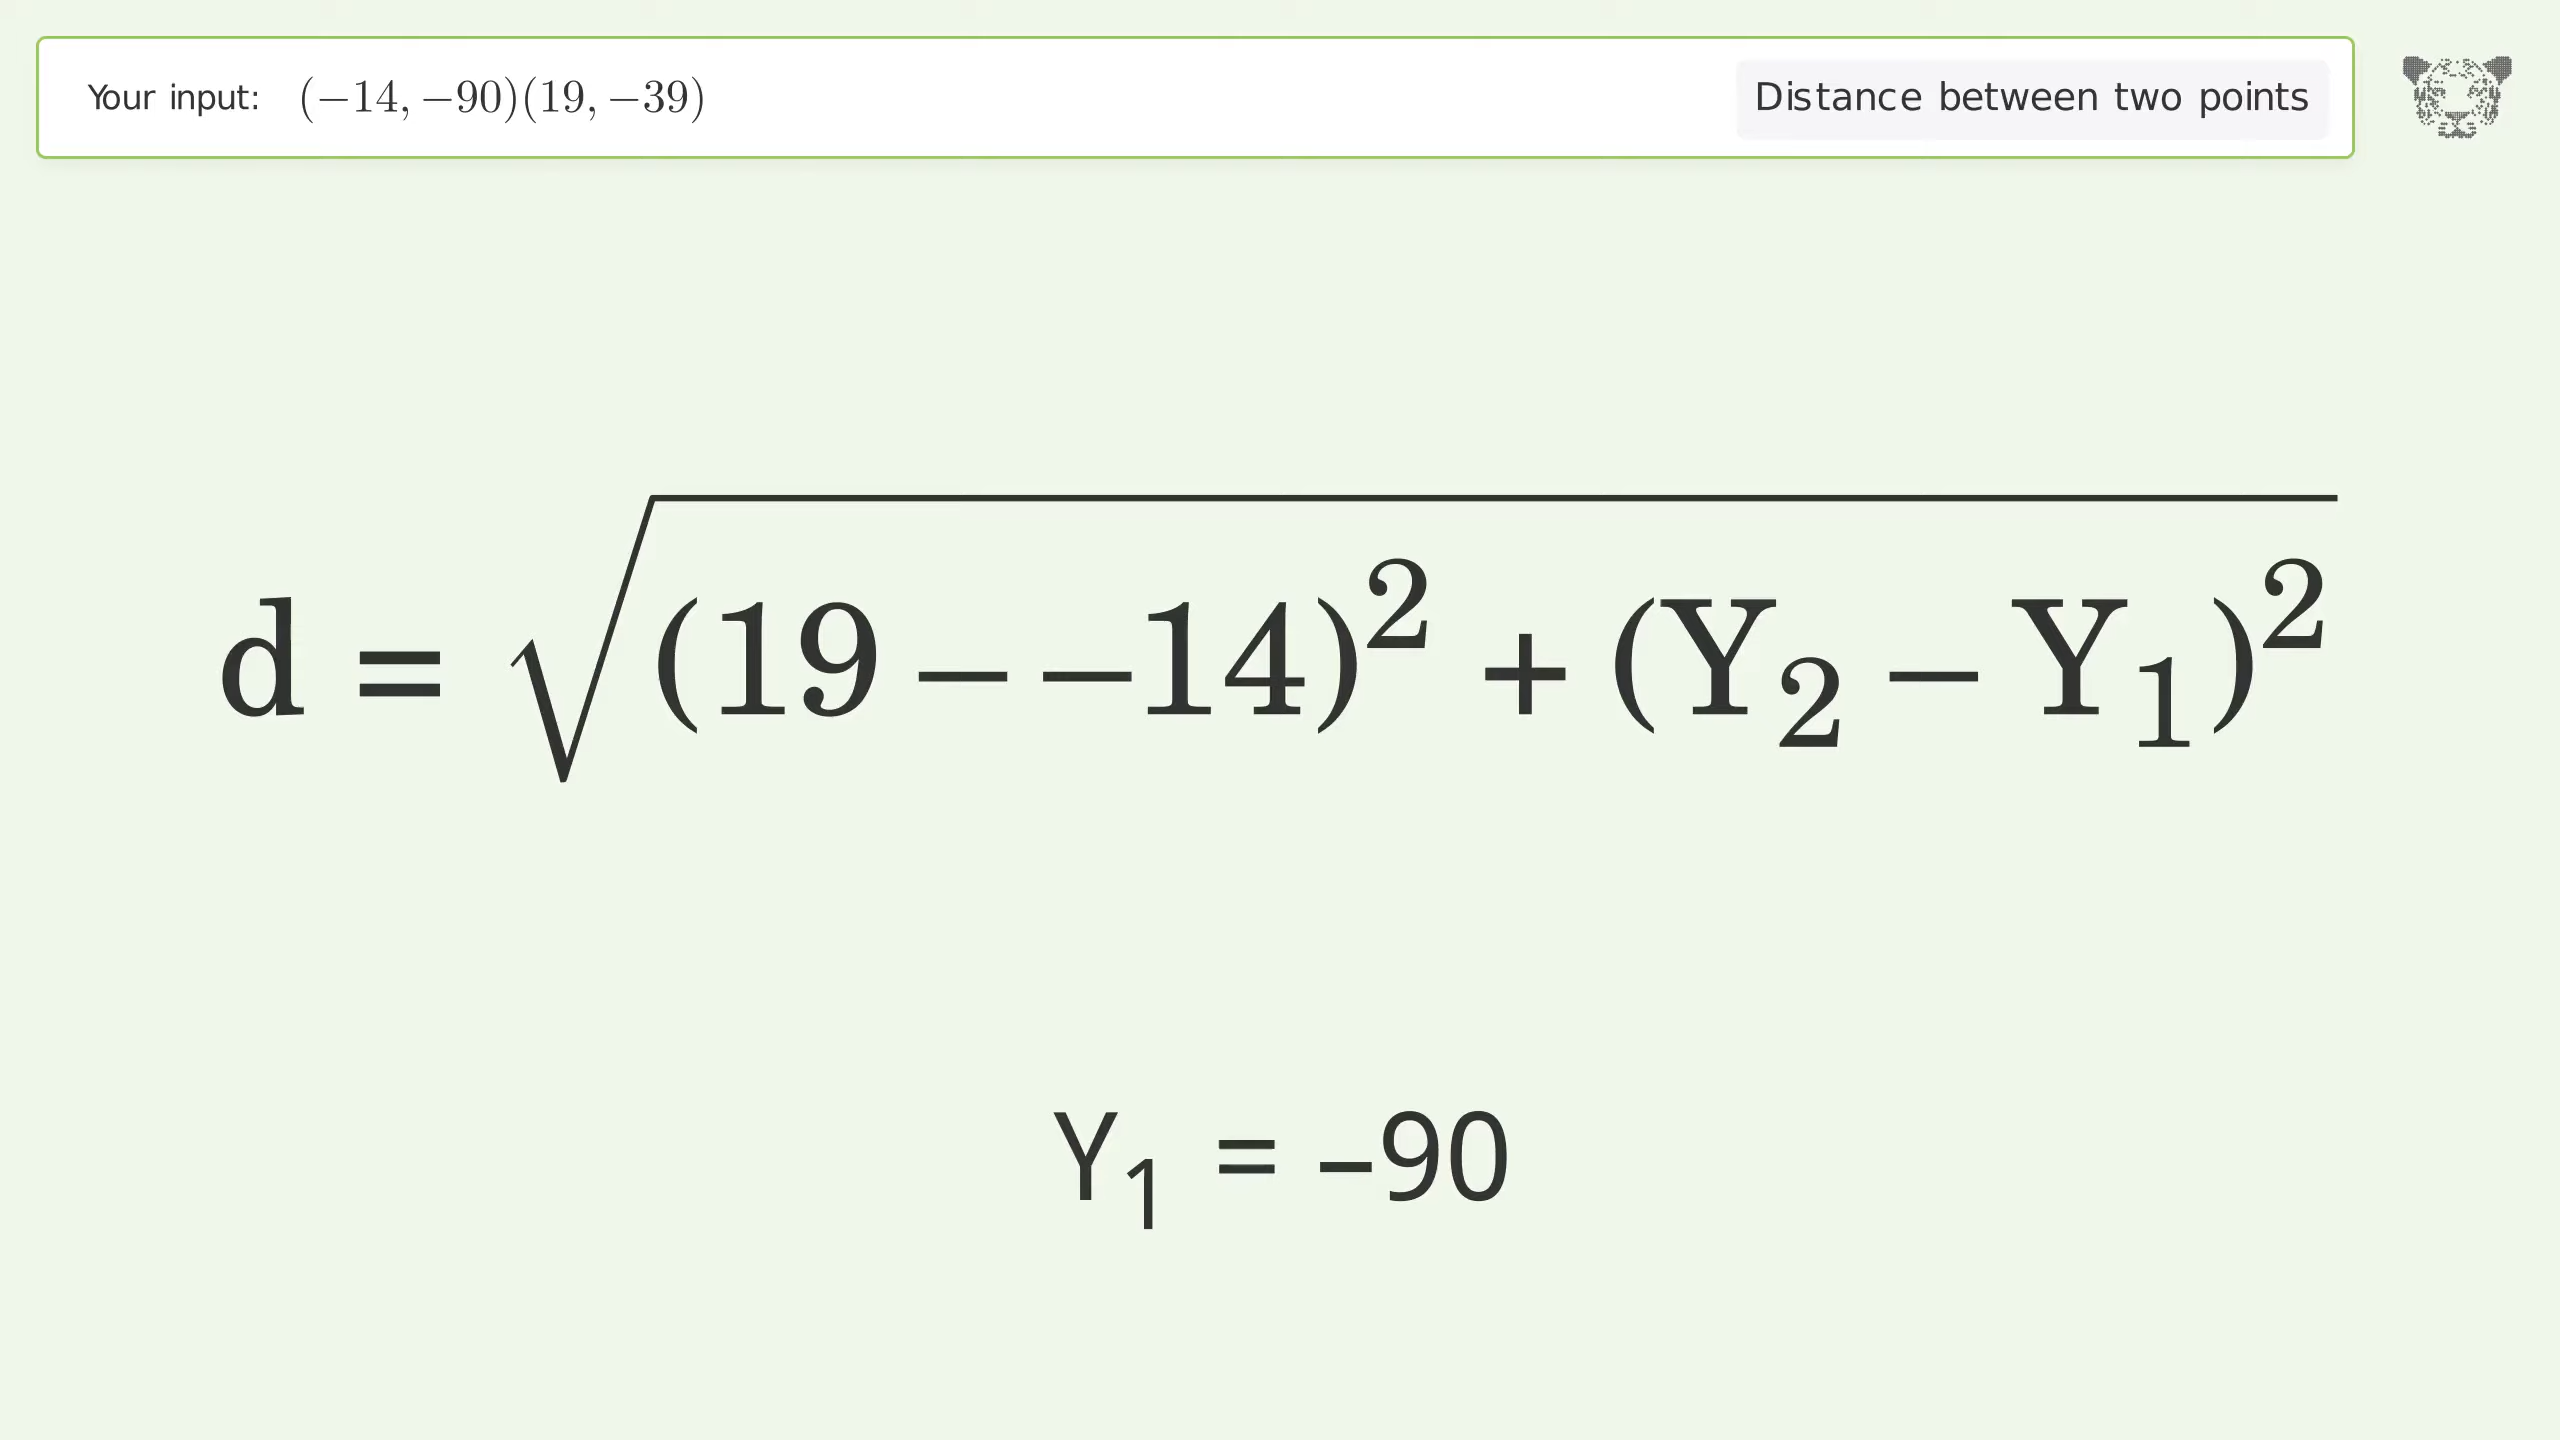 Your input: (−14, −90)(19, −39)
Distance between two points
d = √(19 − −14)² + (Y₂ − Y₁)²
Y₁ = −90